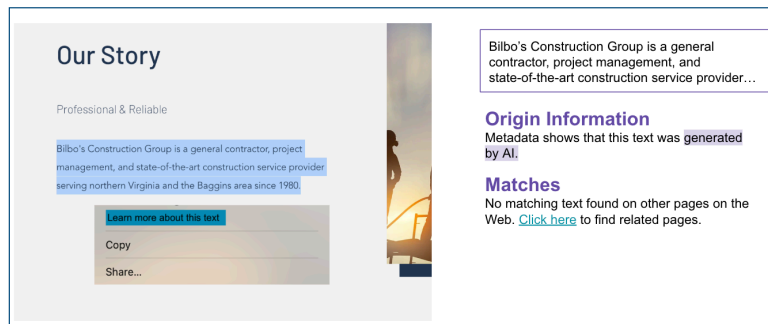 Our Story
Professional & Reliable
Bilbo's Construction Group is a general contractor, project
management, and state-of-the-art construction service provider
serving northern Virginia and the Baggins area since 1980.
Learn more about this text
Copy
Share...
Bilbo’s Construction Group is a general
contractor, project management, and
state-of-the-art construction service provider…
Origin Information
Metadata shows that this text was generated
by AI.
Matches
No matching text found on other pages on the
Web. Click here to find related pages.